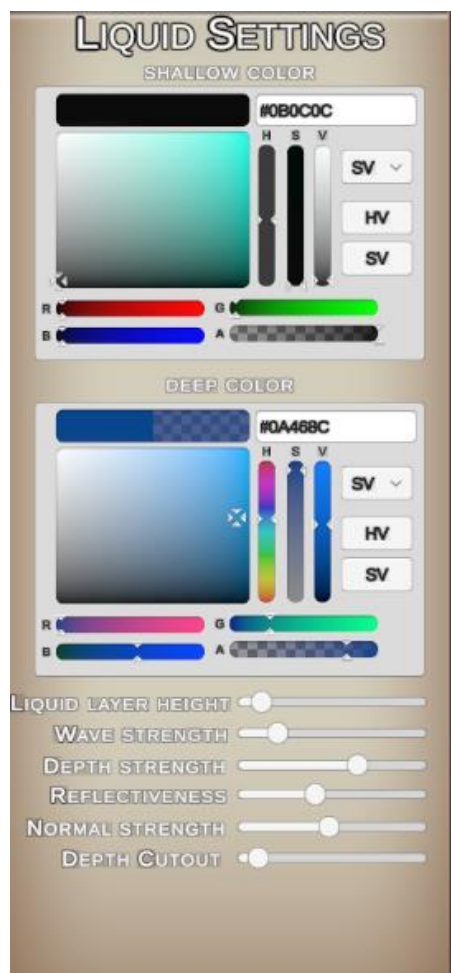 LIQUID SETTINGS
SHALLOW COLOR
#0B0C0C
H S V
SV
HV
SV
R G
B A
DEEP COLOR
#0A468C
H S V
SV
HV
SV
R G
B A
LIQUID LAYER HEIGHT
WAVE STRENGTH
DEPTH STRENGTH
REFLECTIVENESS
NORMAL STRENGTH
DEPTH CUTOUT